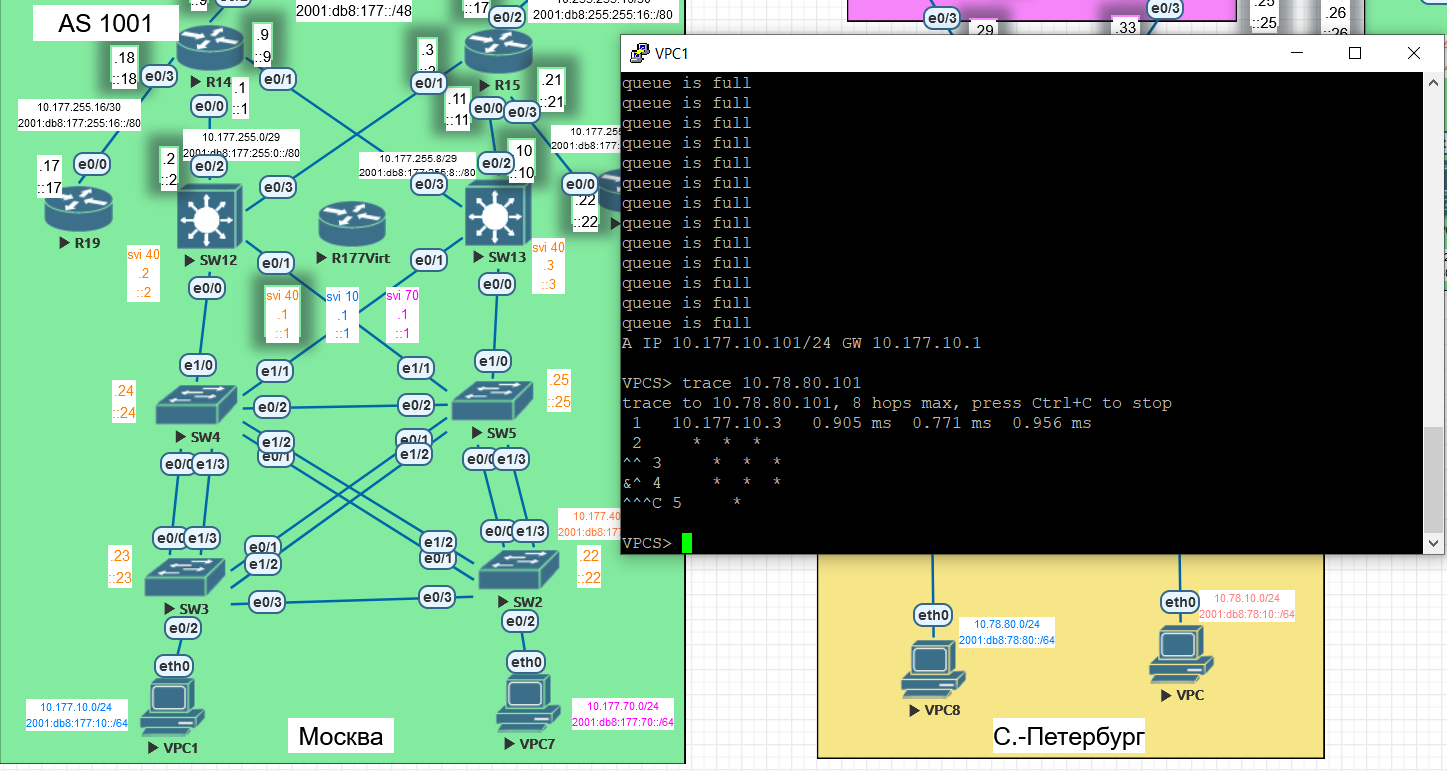 AS 1001
2001:db8:177::/48
::17
e0/2
2001:db8:255:255:16::/80
e0/3
.29
.33
e0/3
.25
::25
.26
.18
::18
e0/3
R14
.9
::9
e0/1
.3
e0/1
R15
.21
::21
10.177.255.16/30
2001:db8:177:255:16::/80
e0/0
.1
::1
.11
::11
e0/0
e0/3
10.177.255.0/29
2001:db8:177:255:0::/80
.17
::17
e0/0
R19
.2
::2
e0/2
e0/3
SW12
10.177.255.8/29
2001:db8:177:255:8::/80
e0/3
e0/2
10
::10
e0/0
.22
::22
R177Virt
SW13
svi 40
.2
::2
e0/0
e0/1
e0/1
svi 40
.3
::3
e0/0
svi 40
.1
::1
svi 10
.1
::1
svi 70
.1
::1
e1/0
e1/1
e1/1
e1/0
.24
::24
e0/2
e0/2
.25
::25
SW4
SW5
e1/2
e0/1
e0/1
e1/2
e0/0
e1/3
e0/0
e1/3
e0/0
e1/3
e0/0
e1/3
10.177.40
2001:db8:177
.23
::23
e0/1
e1/2
e1/2
e0/1
.22
::22
SW3
e0/3
e0/3
SW2
e0/2
e0/2
eth0
eth0
10.177.10.0/24
2001:db8:177:10::/64
VPC1
Москва
VPC7
10.177.70.0/24
2001:db8:177:70::/64
VPC1
queue is full
queue is full
queue is full
queue is full
queue is full
queue is full
queue is full
queue is full
queue is full
queue is full
queue is full
queue is full
queue is full
A IP 10.177.10.101/24 GW 10.177.10.1
VPCS> trace 10.78.80.101
trace to 10.78.80.101, 8 hops max, press Ctrl+C to stop
1 10.177.10.3 0.905 ms 0.771 ms 0.956 ms
2 * * *
^^ 3 * * *
&^ 4 * * *
^^^C 5 *
VPCS>
eth0
10.78.80.0/24
2001:db8:78:80::/64
VPC8
eth0
10.78.10.0/24
2001:db8:78:10::/64
VPC
С.-Петербург